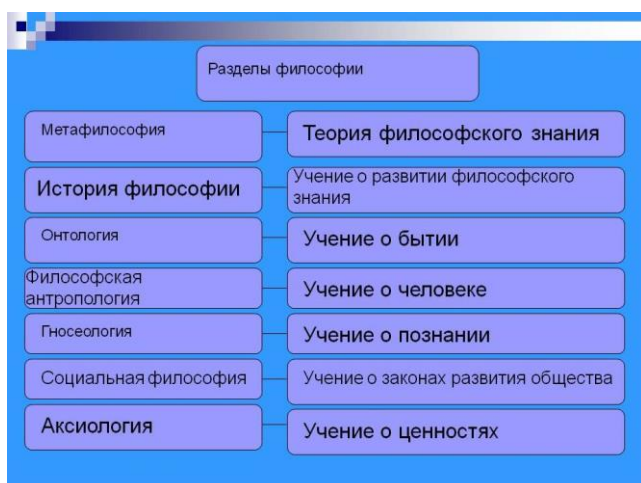 Разделы философии
Метафилософия
Теория философского знания
История философии
Учение о развитии философского
знания
Онтология
Учение о бытии
Философская
антропология
Учение о человеке
Гносеология
Учение о познании
Социальная философия
Учение о законах развития общества
Аксиология
Учение о ценностях